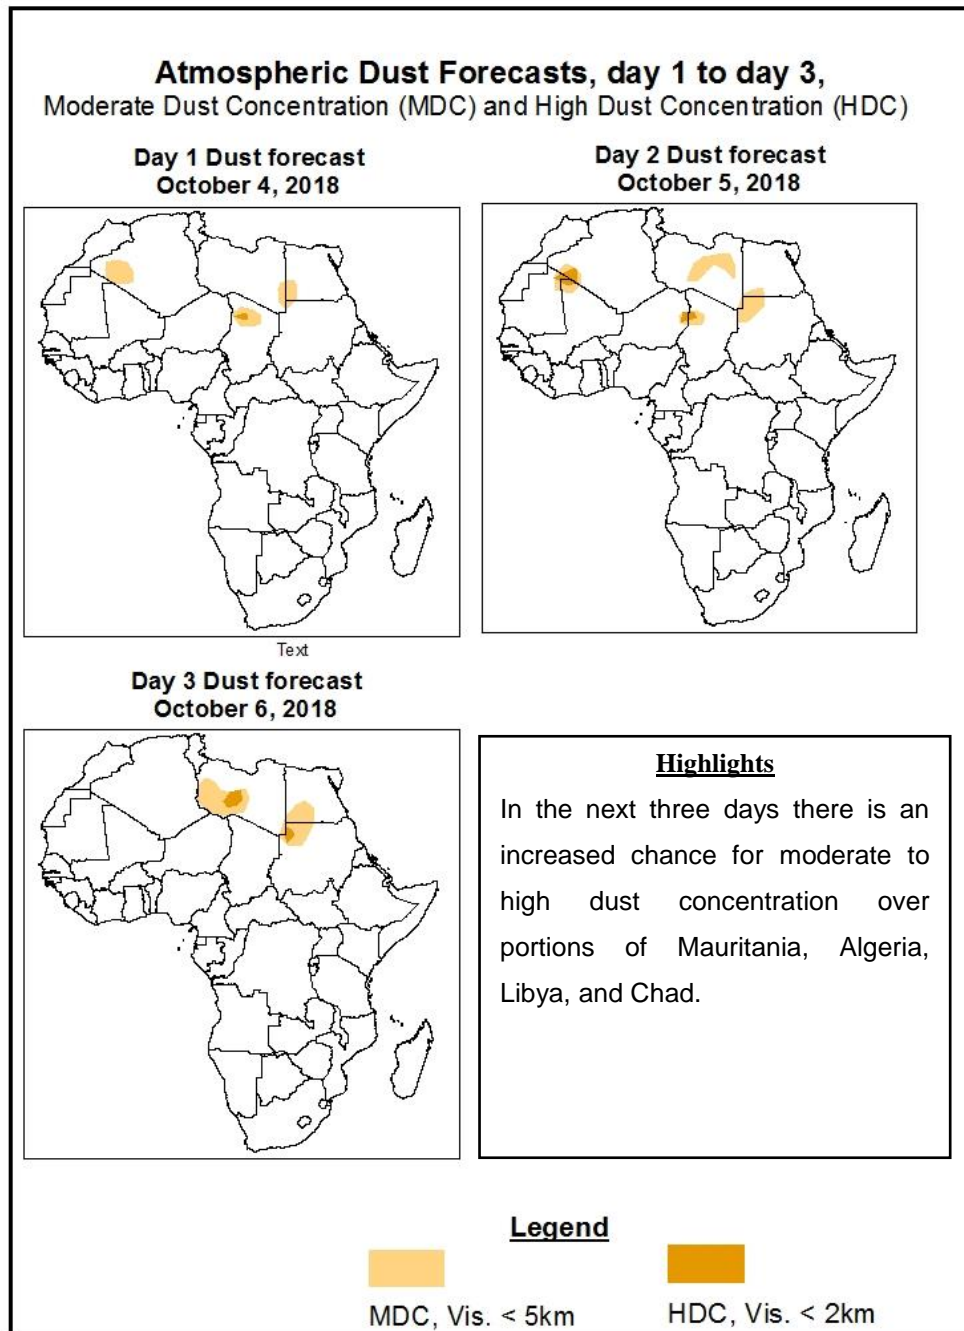 Atmospheric Dust Forecasts, day 1 to day 3,
Moderate Dust Concentration (MDC) and High Dust Concentration (HDC)
Day 1 Dust forecast
October 4, 2018
Day 2 Dust forecast
October 5, 2018
Text
Day 3 Dust forecast
October 6, 2018
Highlights
In the next three days there is an
increased chance for moderate to
high dust concentration over
portions of Mauritania, Algeria,
Libya, and Chad.
Legend
MDC, Vis. < 5km
HDC, Vis. < 2km